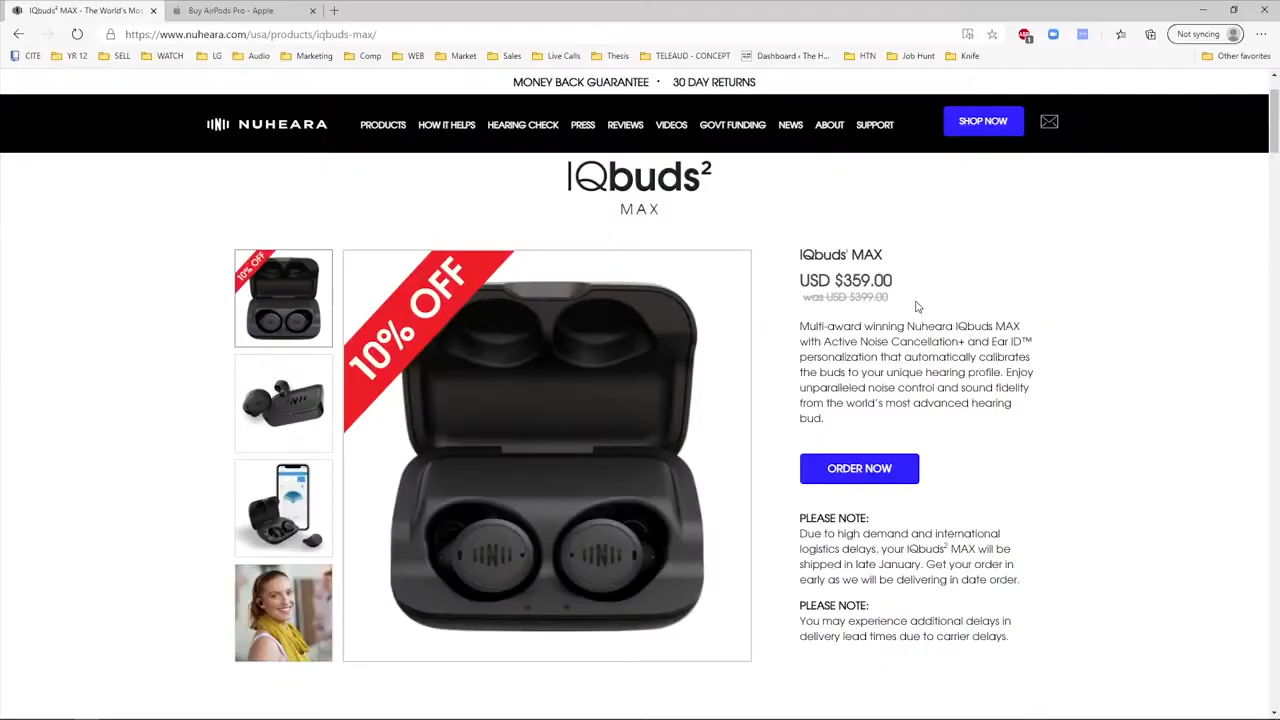 IQbuds² MAX - The World's Mos
Buy AirPods Pro - Apple
https://www.nuheara.com/usa/products/iqbuds-max/
Not syncing
CITE
YR 12
SELL
WATCH
LG
Audio
Marketing
Comp
WEB
Market
Sales
Live Calls
Thesis
TELEAUD - CONCEPT
Dashboard ‹ The H...
HTN
Job Hunt
Knife
Other favorites
MONEY BACK GUARANTEE • 30 DAY RETURNS
NUHEARA
PRODUCTS
HOW IT HELPS
HEARING CHECK
PRESS
REVIEWS
VIDEOS
GOVT FUNDING
NEWS
ABOUT
SUPPORT
SHOP NOW
IQbuds²
MAX
10% OFF
10% OFF
IQbuds² MAX
USD $359.00
was USD $399.00
Multi-award winning Nuheara IQbuds MAX
with Active Noise Cancellation+ and Ear ID™
personalization that automatically calibrates
the buds to your unique hearing profile. Enjoy
unparalleled noise control and sound fidelity
from the world's most advanced hearing
bud.
ORDER NOW
PLEASE NOTE:
Due to high demand and international
logistics delays, your IQbuds² MAX will be
shipped in late January. Get your order in
early as we will be delivering in date order.
PLEASE NOTE:
You may experience additional delays in
delivery lead times due to carrier delays.